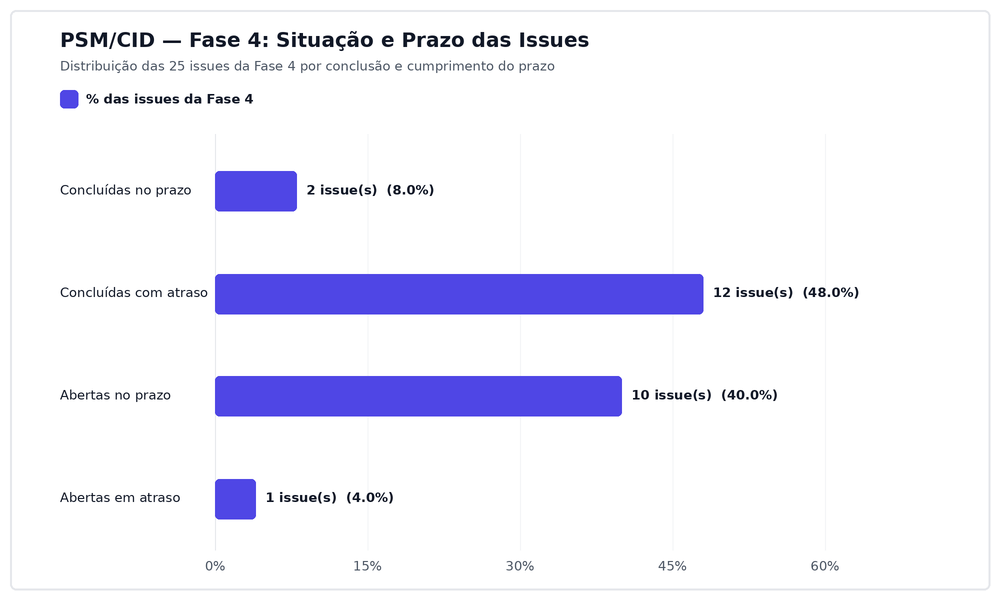 PSM/CID — Fase 4: Situação e Prazo das Issues
Distribuição das 25 issues da Fase 4 por conclusão e cumprimento do prazo
% das issues da Fase 4
Concluídas no prazo 2 issue(s) (8.0%)
Concluídas com atraso 12 issue(s) (48.0%)
Abertas no prazo 10 issue(s) (40.0%)
Abertas em atraso 1 issue(s) (4.0%)
0% 15% 30% 45% 60%